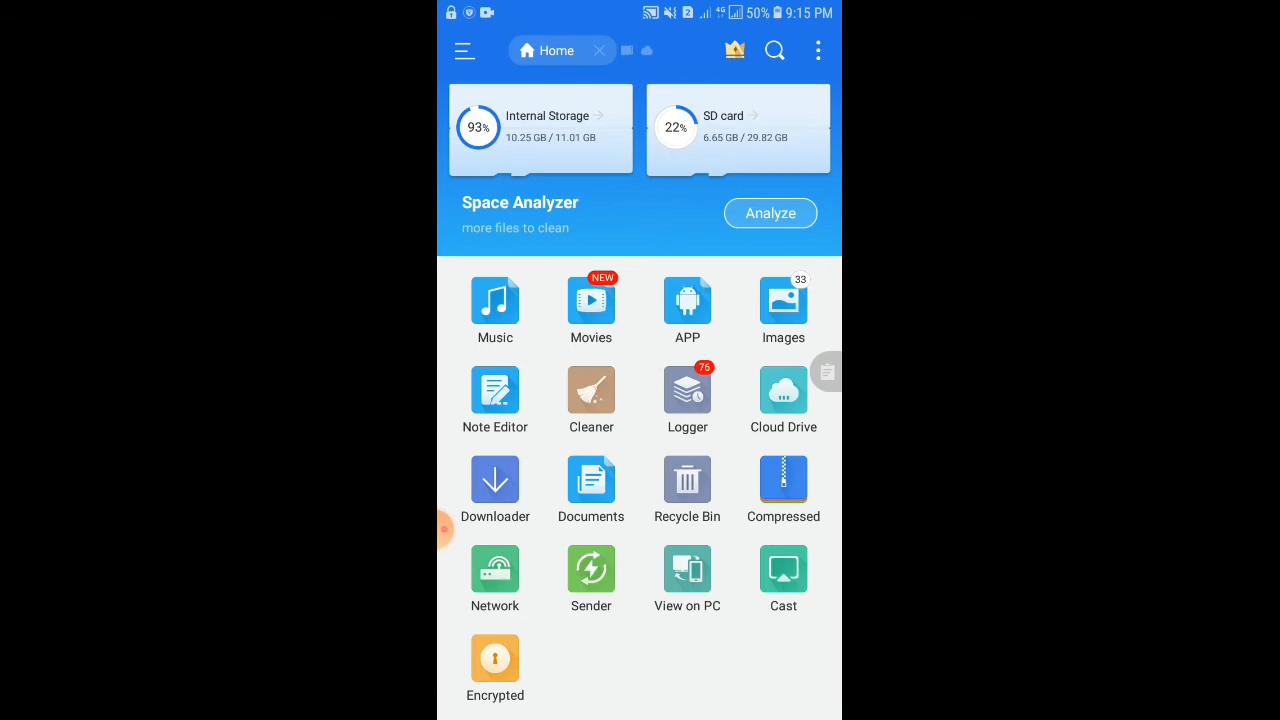 2 4G 50% 9:15 PM
Home
93% Internal Storage
10.25 GB / 11.01 GB
22% SD card
6.65 GB / 29.82 GB
Space Analyzer
more files to clean
Analyze
NEW 33
Music Movies APP Images
76
Note Editor Cleaner Logger Cloud Drive
Downloader Documents Recycle Bin Compressed
Network Sender View on PC Cast
Encrypted